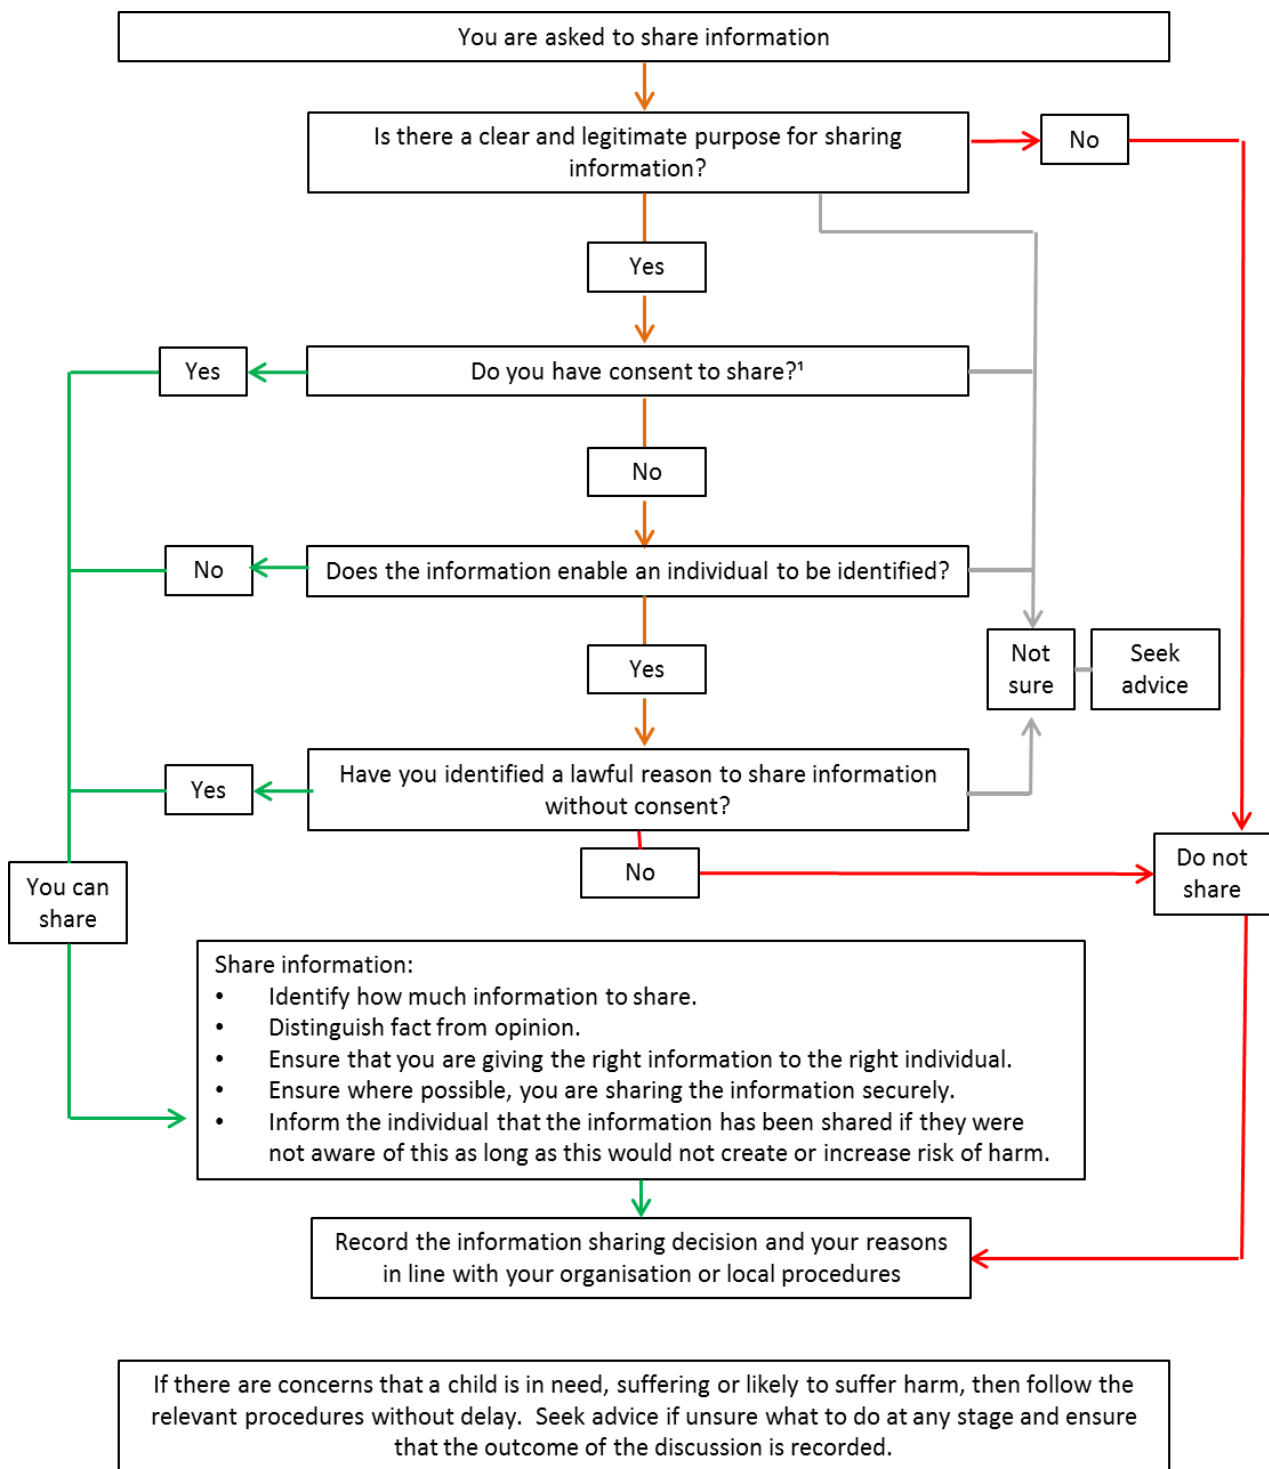 You are asked to share information
Is there a clear and legitimate purpose for sharing
information?
No
Yes
Yes
Do you have consent to share?¹
No
No
Does the information enable an individual to be identified?
Yes
Not
sure
Seek
advice
Yes
Have you identified a lawful reason to share information
without consent?
No
Do not
share
You can
share
Share information:
• Identify how much information to share.
• Distinguish fact from opinion.
• Ensure that you are giving the right information to the right individual.
• Ensure where possible, you are sharing the information securely.
• Inform the individual that the information has been shared if they were
not aware of this as long as this would not create or increase risk of harm.
Record the information sharing decision and your reasons
in line with your organisation or local procedures
If there are concerns that a child is in need, suffering or likely to suffer harm, then follow the
relevant procedures without delay.  Seek advice if unsure what to do at any stage and ensure
that the outcome of the discussion is recorded.